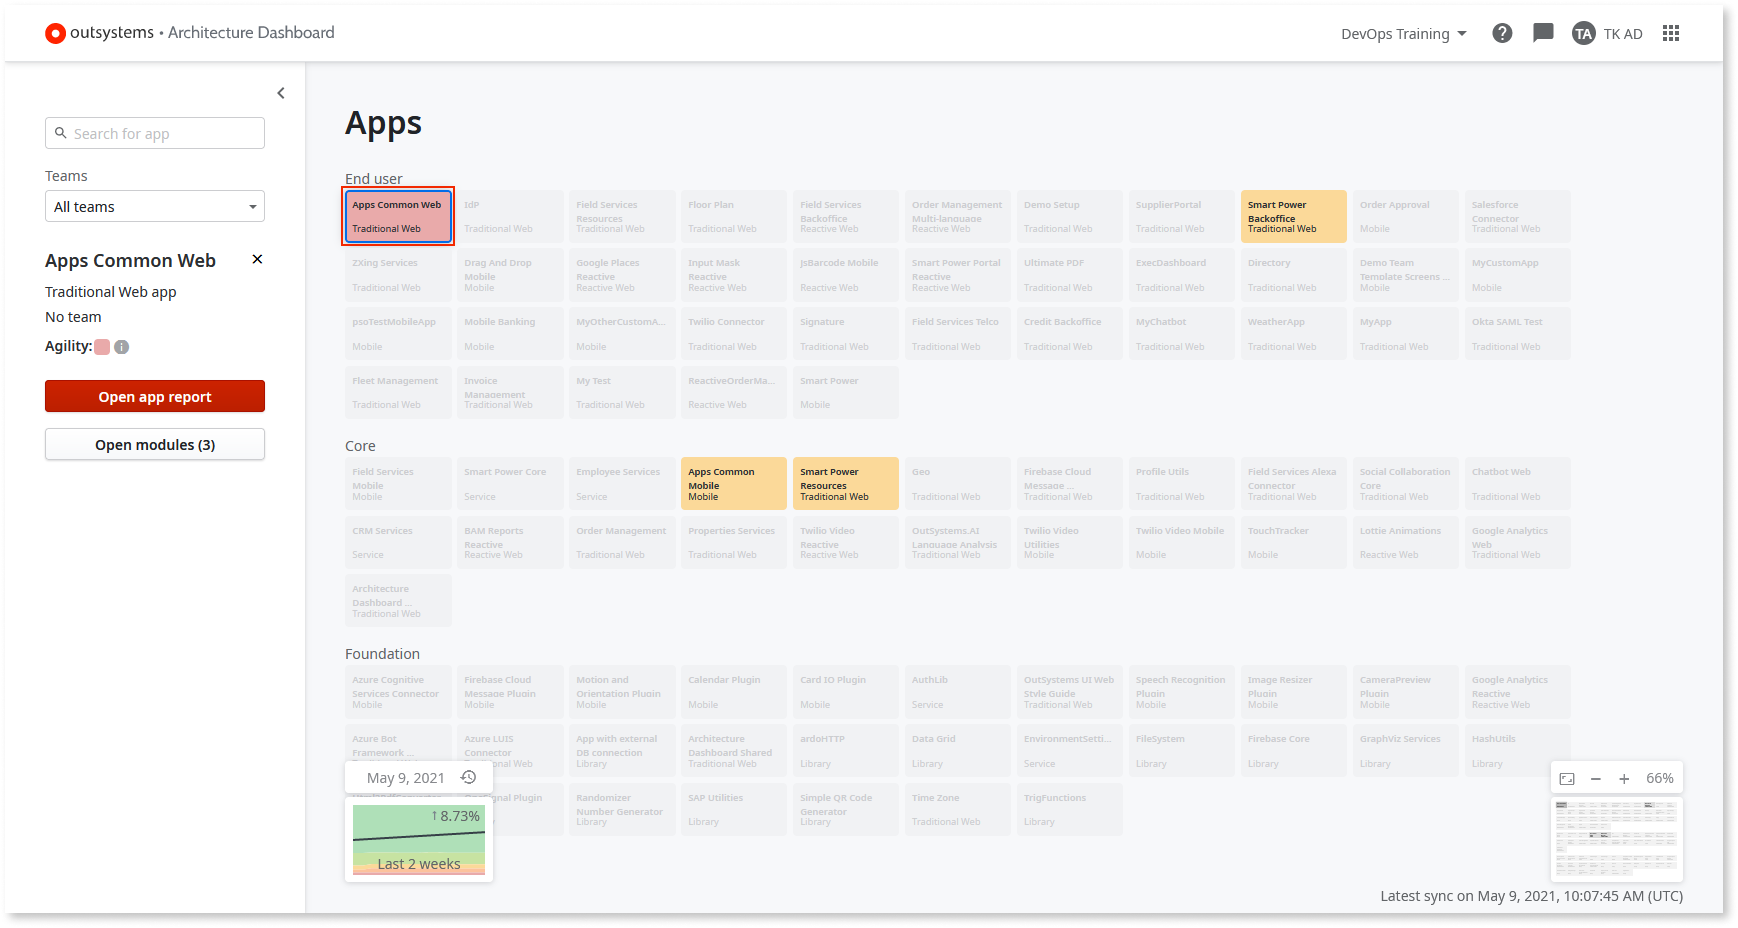 outsystems • Architecture Dashboard
DevOps Training
TA
TK AD
Search for app
Teams
All teams
Apps Common Web
Traditional Web app
No team
Agility:
Open app report
Open modules (3)
Apps
End user
Apps Common Web
Traditional Web
IdP
Traditional Web
Field Services
Resources
Traditional Web
Floor Plan
Traditional Web
Field Services
Backoffice
Reactive Web
Order Management
Multi-language
Reactive Web
Demo Setup
Traditional Web
SupplierPortal
Traditional Web
Smart Power
Backoffice
Traditional Web
Order Approval
Mobile
Salesforce
Connector
Traditional Web
ZXing Services
Traditional Web
Drag And Drop
Mobile
Mobile
Google Places
Reactive
Reactive Web
Input Mask
Reactive
Reactive Web
JsBarcode Mobile
Reactive Web
Smart Power Portal
Reactive
Reactive Web
Ultimate PDF
Traditional Web
ExecDashboard
Traditional Web
Directory
Traditional Web
Demo Team
Template Screens ...
Mobile
MyCustomApp
Mobile
psoTestMobileApp
Mobile
Mobile Banking
Mobile
MyOtherCustomA...
Mobile
Twilio Connector
Traditional Web
Signature
Traditional Web
Field Services Telco
Traditional Web
Credit Backoffice
Traditional Web
MyChatbot
Traditional Web
WeatherApp
Traditional Web
MyApp
Traditional Web
Okta SAML Test
Traditional Web
Fleet Management
Traditional Web
Invoice
Management
Traditional Web
My Test
Traditional Web
ReactiveOrderMa...
Reactive Web
Smart Power
Mobile
Core
Field Services
Mobile
Mobile
Smart Power Core
Service
Employee Services
Service
Apps Common
Mobile
Mobile
Smart Power
Resources
Traditional Web
Geo
Traditional Web
Firebase Cloud
Message ...
Traditional Web
Profile Utils
Traditional Web
Field Services Alexa
Connector
Traditional Web
Social Collaboration
Core
Traditional Web
Chatbot Web
Traditional Web
CRM Services
Service
BAM Reports
Reactive
Reactive Web
Order Management
Traditional Web
Properties Services
Traditional Web
Twilio Video
Reactive
Reactive Web
OutSystems.AI
Language Analysis
Traditional Web
Twilio Video
Utilities
Mobile
Twilio Video Mobile
Mobile
TouchTracker
Mobile
Lottie Animations
Reactive Web
Google Analytics
Web
Traditional Web
Architecture
Dashboard ...
Traditional Web
Foundation
Azure Cognitive
Services Connector
Mobile
Firebase Cloud
Message Plugin
Mobile
Motion and
Orientation Plugin
Mobile
Calendar Plugin
Mobile
Card IO Plugin
Mobile
AuthLib
Service
OutSystems UI Web
Style Guide
Traditional Web
Speech Recognition
Plugin
Mobile
Image Resizer
Plugin
Mobile
CameraPreview
Plugin
Mobile
Google Analytics
Reactive
Reactive Web
Azure Bot
Framework ...
Azure LUIS
Connector
App with external
DB connection
Library
Architecture
Dashboard Shared
Traditional Web
ardoHTTP
Library
Data Grid
Library
EnvironmentSetti...
Service
FileSystem
Library
Firebase Core
Library
GraphViz Services
Library
HashUtils
Library
Plugin
Randomizer
Number Generator
Library
SAP Utilities
Library
Simple QR Code
Generator
Library
Time Zone
Traditional Web
TrigFunctions
Library
May 9, 2021
↑8.73%
Last 2 weeks
66%
Latest sync on May 9, 2021, 10:07:45 AM (UTC)